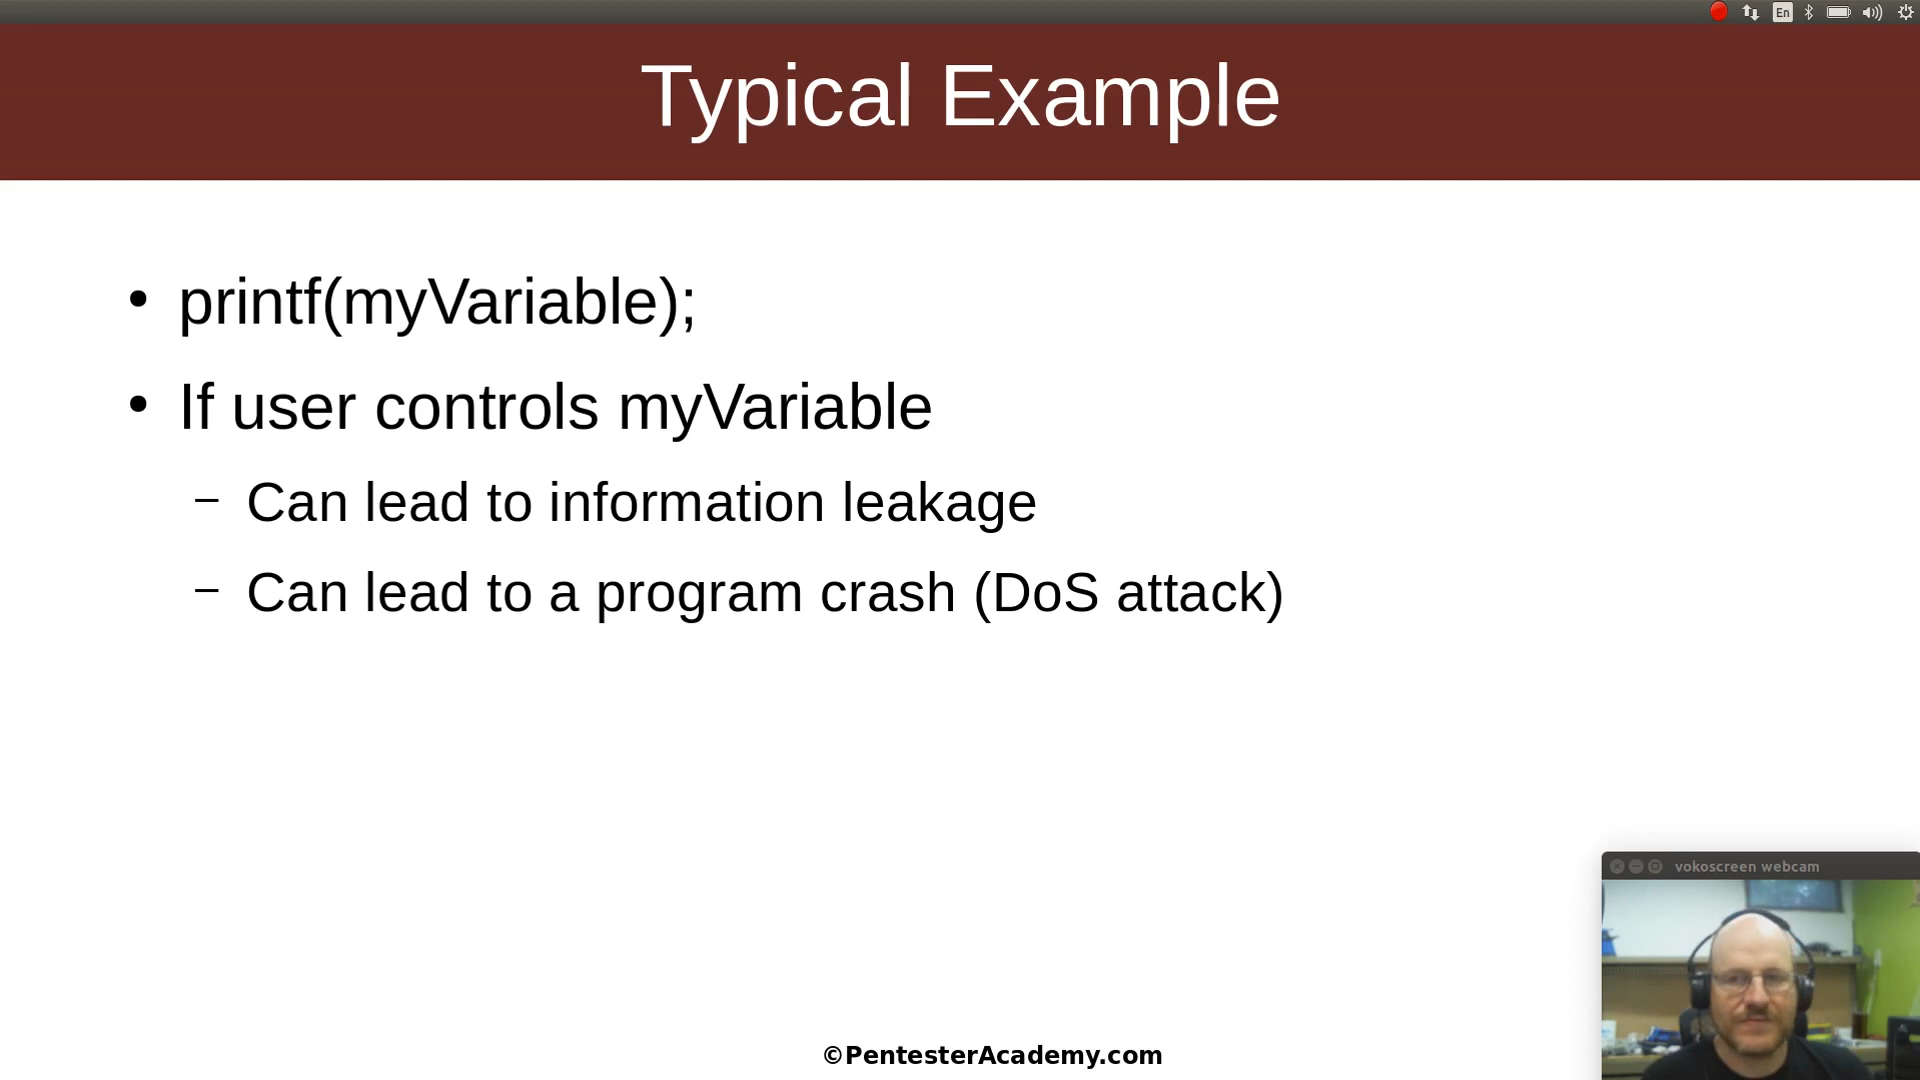 En
Typical Example
• printf(myVariable);
• If user controls myVariable
– Can lead to information leakage
– Can lead to a program crash (DoS attack)
vokoscreen webcam
©PentesterAcademy.com